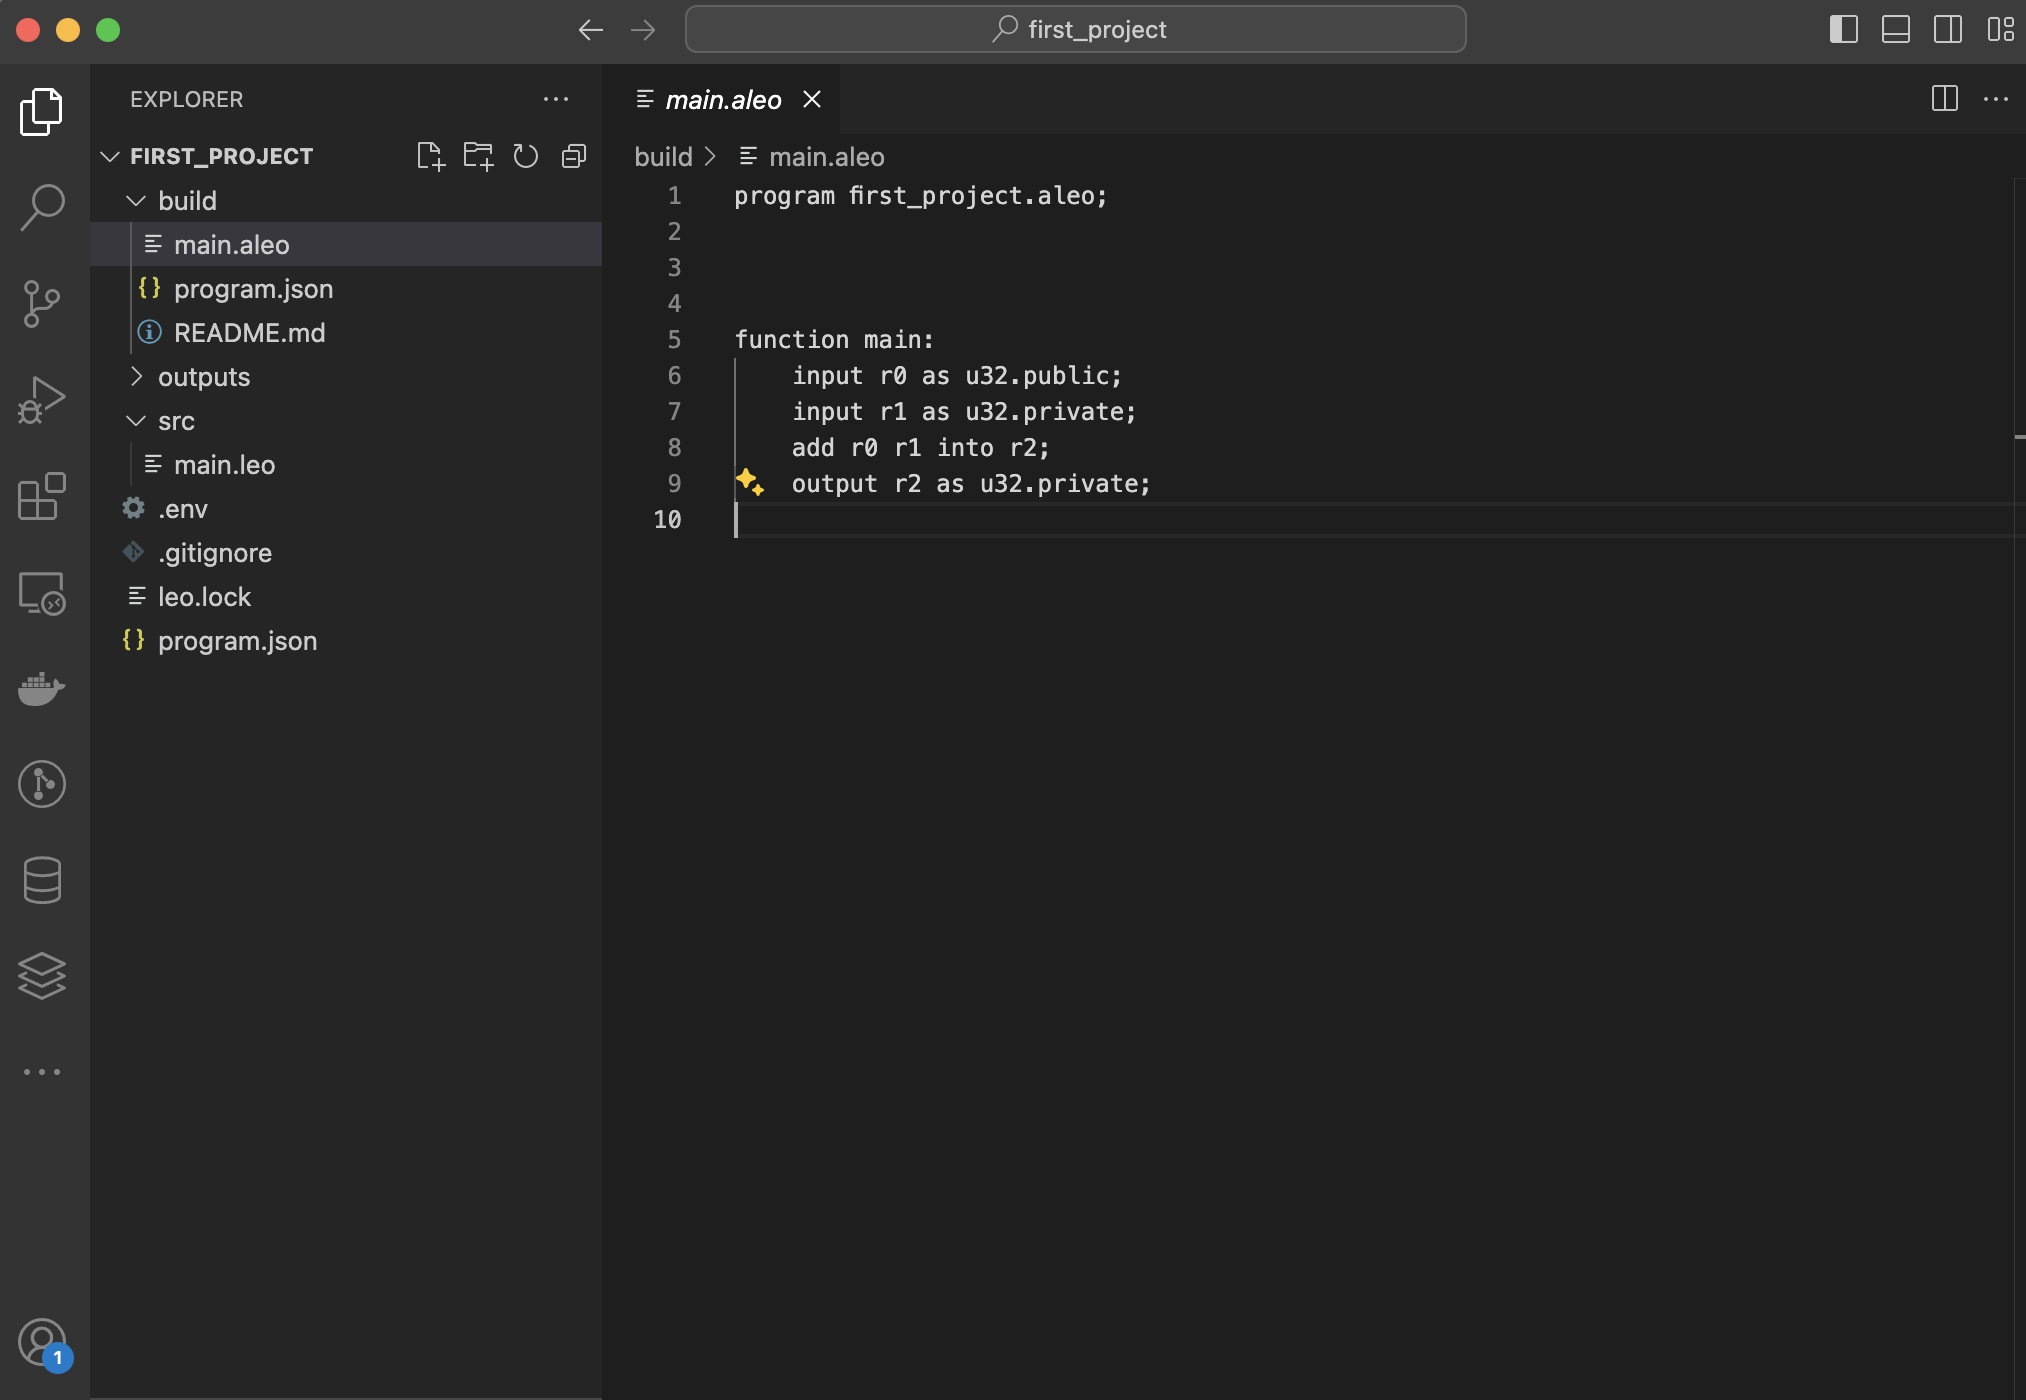 first_project
EXPLORER
FIRST_PROJECT
build
main.aleo
program.json
README.md
outputs
src
main.leo
.env
.gitignore
leo.lock
program.json
1
main.aleo
build > main.aleo
1 program first_project.aleo;
2
3
4
5 function main:
6 input r0 as u32.public;
7 input r1 as u32.private;
8 add r0 r1 into r2;
9 output r2 as u32.private;
10